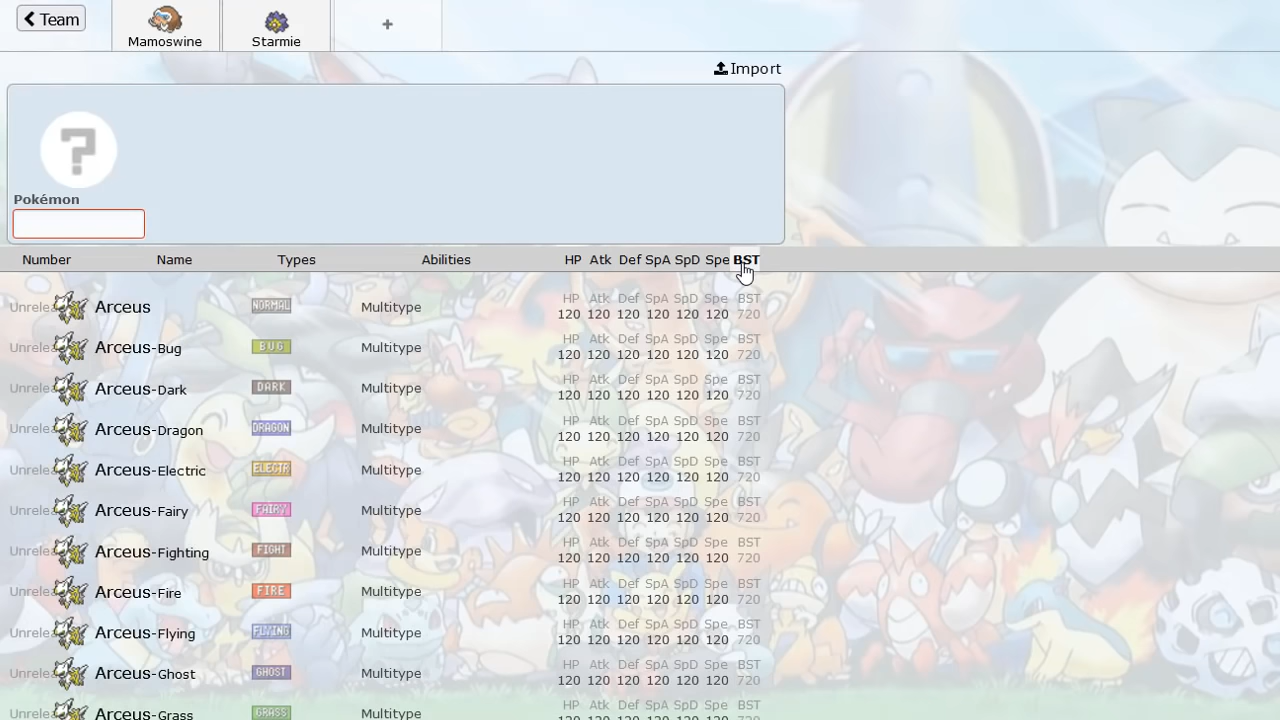 Team
Mamoswine
Starmie
+
Import
?
Pokémon
Number Name Types Abilities HP Atk Def SpA SpD Spe BST
HP Atk Def SpA SpD Spe BST
Arceus NORMAL Multitype 120 120 120 120 120 120 720
HP Atk Def SpA SpD Spe BST
Arceus-Bug BUG Multitype 120 120 120 120 120 120 720
HP Atk Def SpA SpD Spe BST
Arceus-Dark DARK Multitype 120 120 120 120 120 120 720
HP Atk Def SpA SpD Spe BST
Arceus-Dragon DRAGON Multitype 120 120 120 120 120 120 720
HP Atk Def SpA SpD Spe BST
Arceus-Electric ELECTR Multitype 120 120 120 120 120 120 720
HP Atk Def SpA SpD Spe BST
Arceus-Fairy FAIRY Multitype 120 120 120 120 120 120 720
HP Atk Def SpA SpD Spe BST
Arceus-Fighting FIGHT Multitype 120 120 120 120 120 120 720
HP Atk Def SpA SpD Spe BST
Arceus-Fire FIRE Multitype 120 120 120 120 120 120 720
HP Atk Def SpA SpD Spe BST
Arceus-Flying FLYING Multitype 120 120 120 120 120 120 720
HP Atk Def SpA SpD Spe BST
Arceus-Ghost GHOST Multitype 120 120 120 120 120 120 720
HP Atk Def SpA SpD Spe BST
Arceus-Grass GRASS Multitype 120 120 120 120 120 120 720